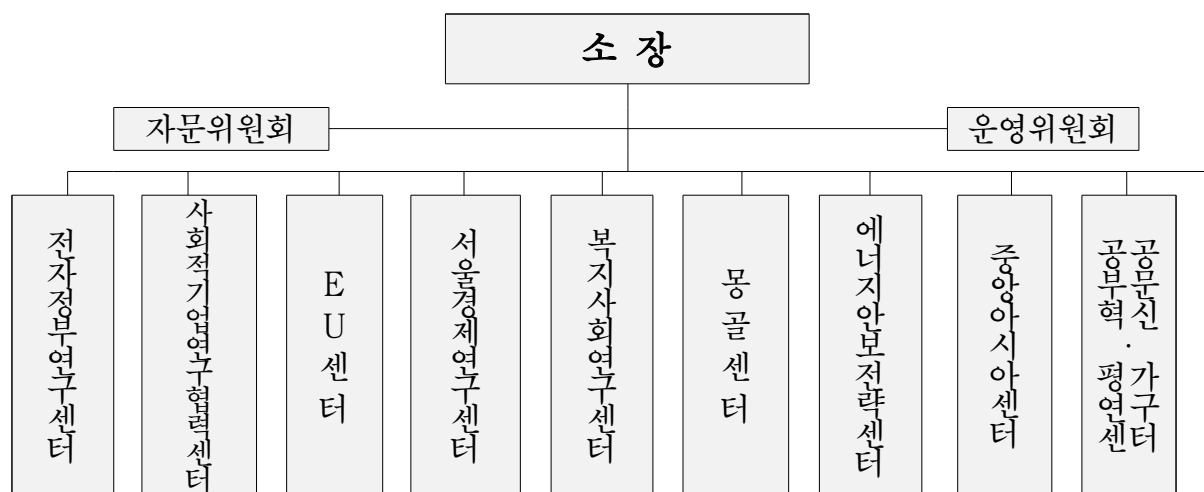 소 장
자문위원회
운영위원회
전자정부연구센터
사회적기업연구협력센터
EU센터
서울경제연구센터
복지사회연구센터
몽골센터
에너지안보전략센터
중앙아시아센터
공공부문혁신·평가연구센터